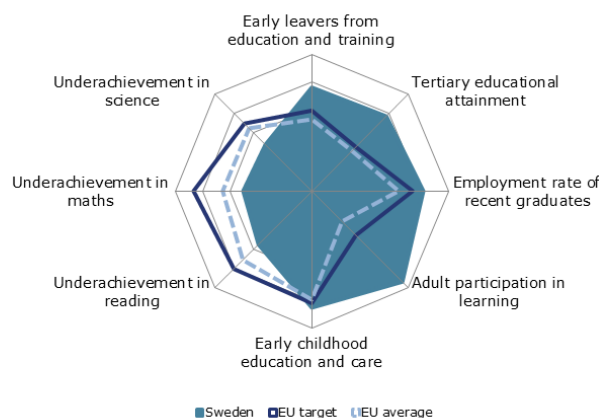 Early leavers from
education and training
Underachievement in
science
Tertiary educational
attainment
Underachievement in
maths
Employment rate of
recent graduates
Underachievement in
reading
Adult participation in
learning
Early childhood
education and care
Sweden EU target EU average